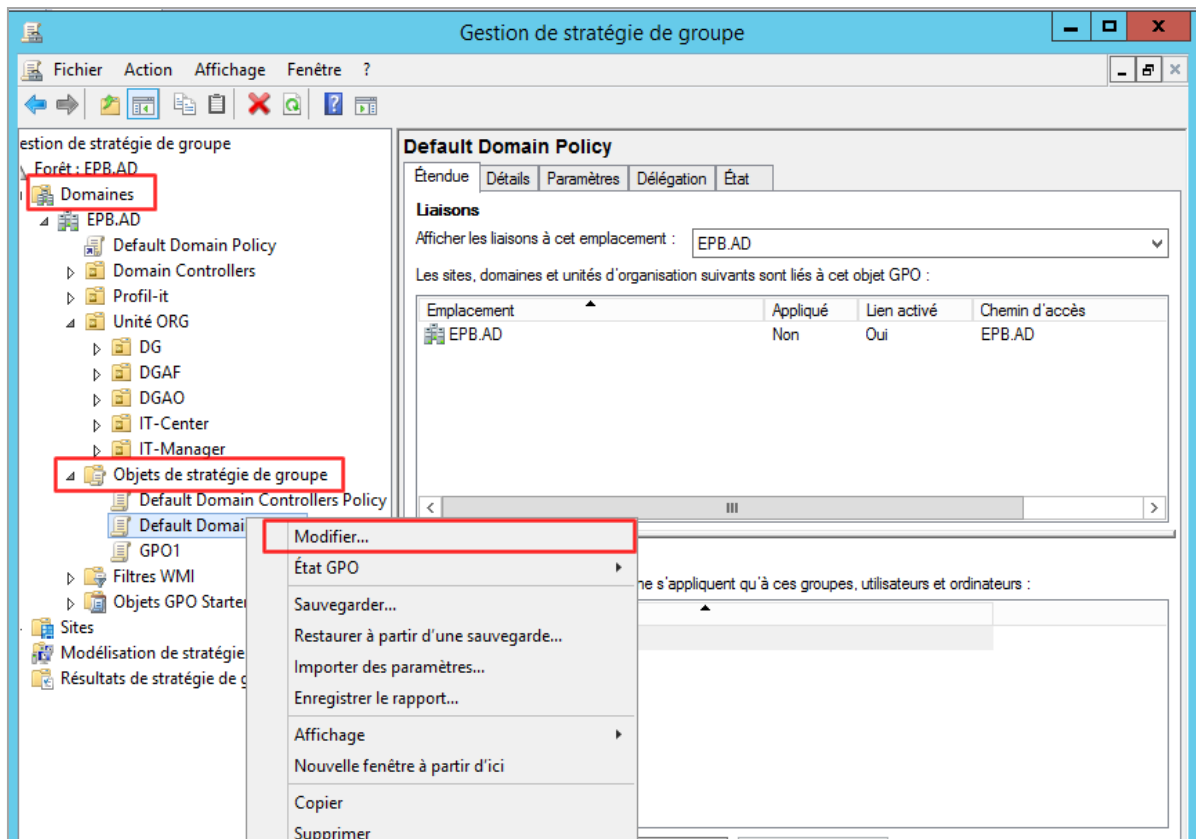 Gestion de stratégie de groupe
Fichier Action Affichage Fenêtre ?
estion de stratégie de groupe
Forêt : EPB.AD
Domaines
EPB.AD
Default Domain Policy
Domain Controllers
Profil-it
Unité ORG
DG
DGAF
DGAO
IT-Center
IT-Manager
Objets de stratégie de groupe
Default Domain Controllers Policy
Default Domai
GPO1
Filtres WMI
Objets GPO Starter
Sites
Modélisation de stratégie
Résultats de stratégie de g
Default Domain Policy
Étendue Détails Paramètres Délégation État
Liaisons
Afficher les liaisons à cet emplacement : EPB.AD
Les sites, domaines et unités d'organisation suivants sont liés à cet objet GPO :
Emplacement Appliqué Lien activé Chemin d'accès
EPB.AD Non Oui EPB.AD
ne s'appliquent qu'à ces groupes, utilisateurs et ordinateurs :
Modifier...
État GPO
Sauvegarder...
Restaurer à partir d'une sauvegarde...
Importer des paramètres...
Enregistrer le rapport...
Affichage
Nouvelle fenêtre à partir d'ici
Copier
Supprimer